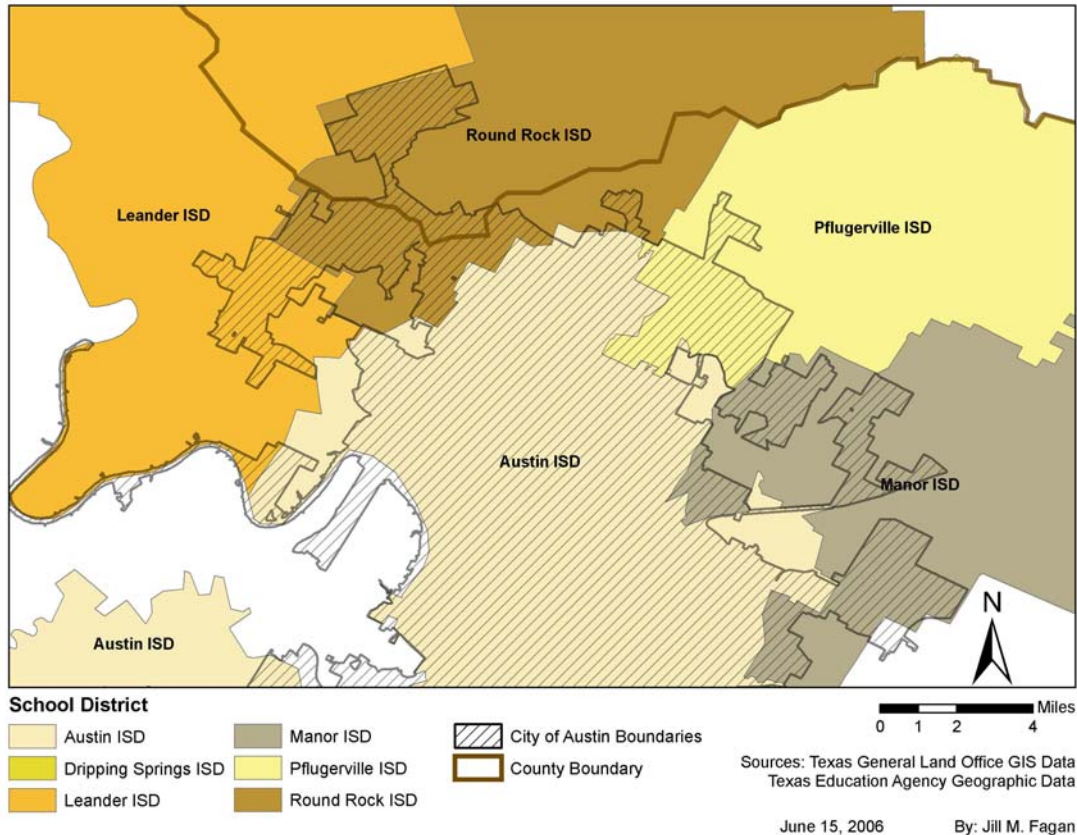 Round Rock ISD
Leander ISD
Pflugerville ISD
Austin ISD
Manor ISD
Austin ISD
N
School District
Austin ISD
Dripping Springs ISD
Leander ISD
Manor ISD
Pflugerville ISD
Round Rock ISD
City of Austin Boundaries
County Boundary
Miles
0 1 2 4
Sources: Texas General Land Office GIS Data
Texas Education Agency Geographic Data
June 15, 2006 By: Jill M. Fagan